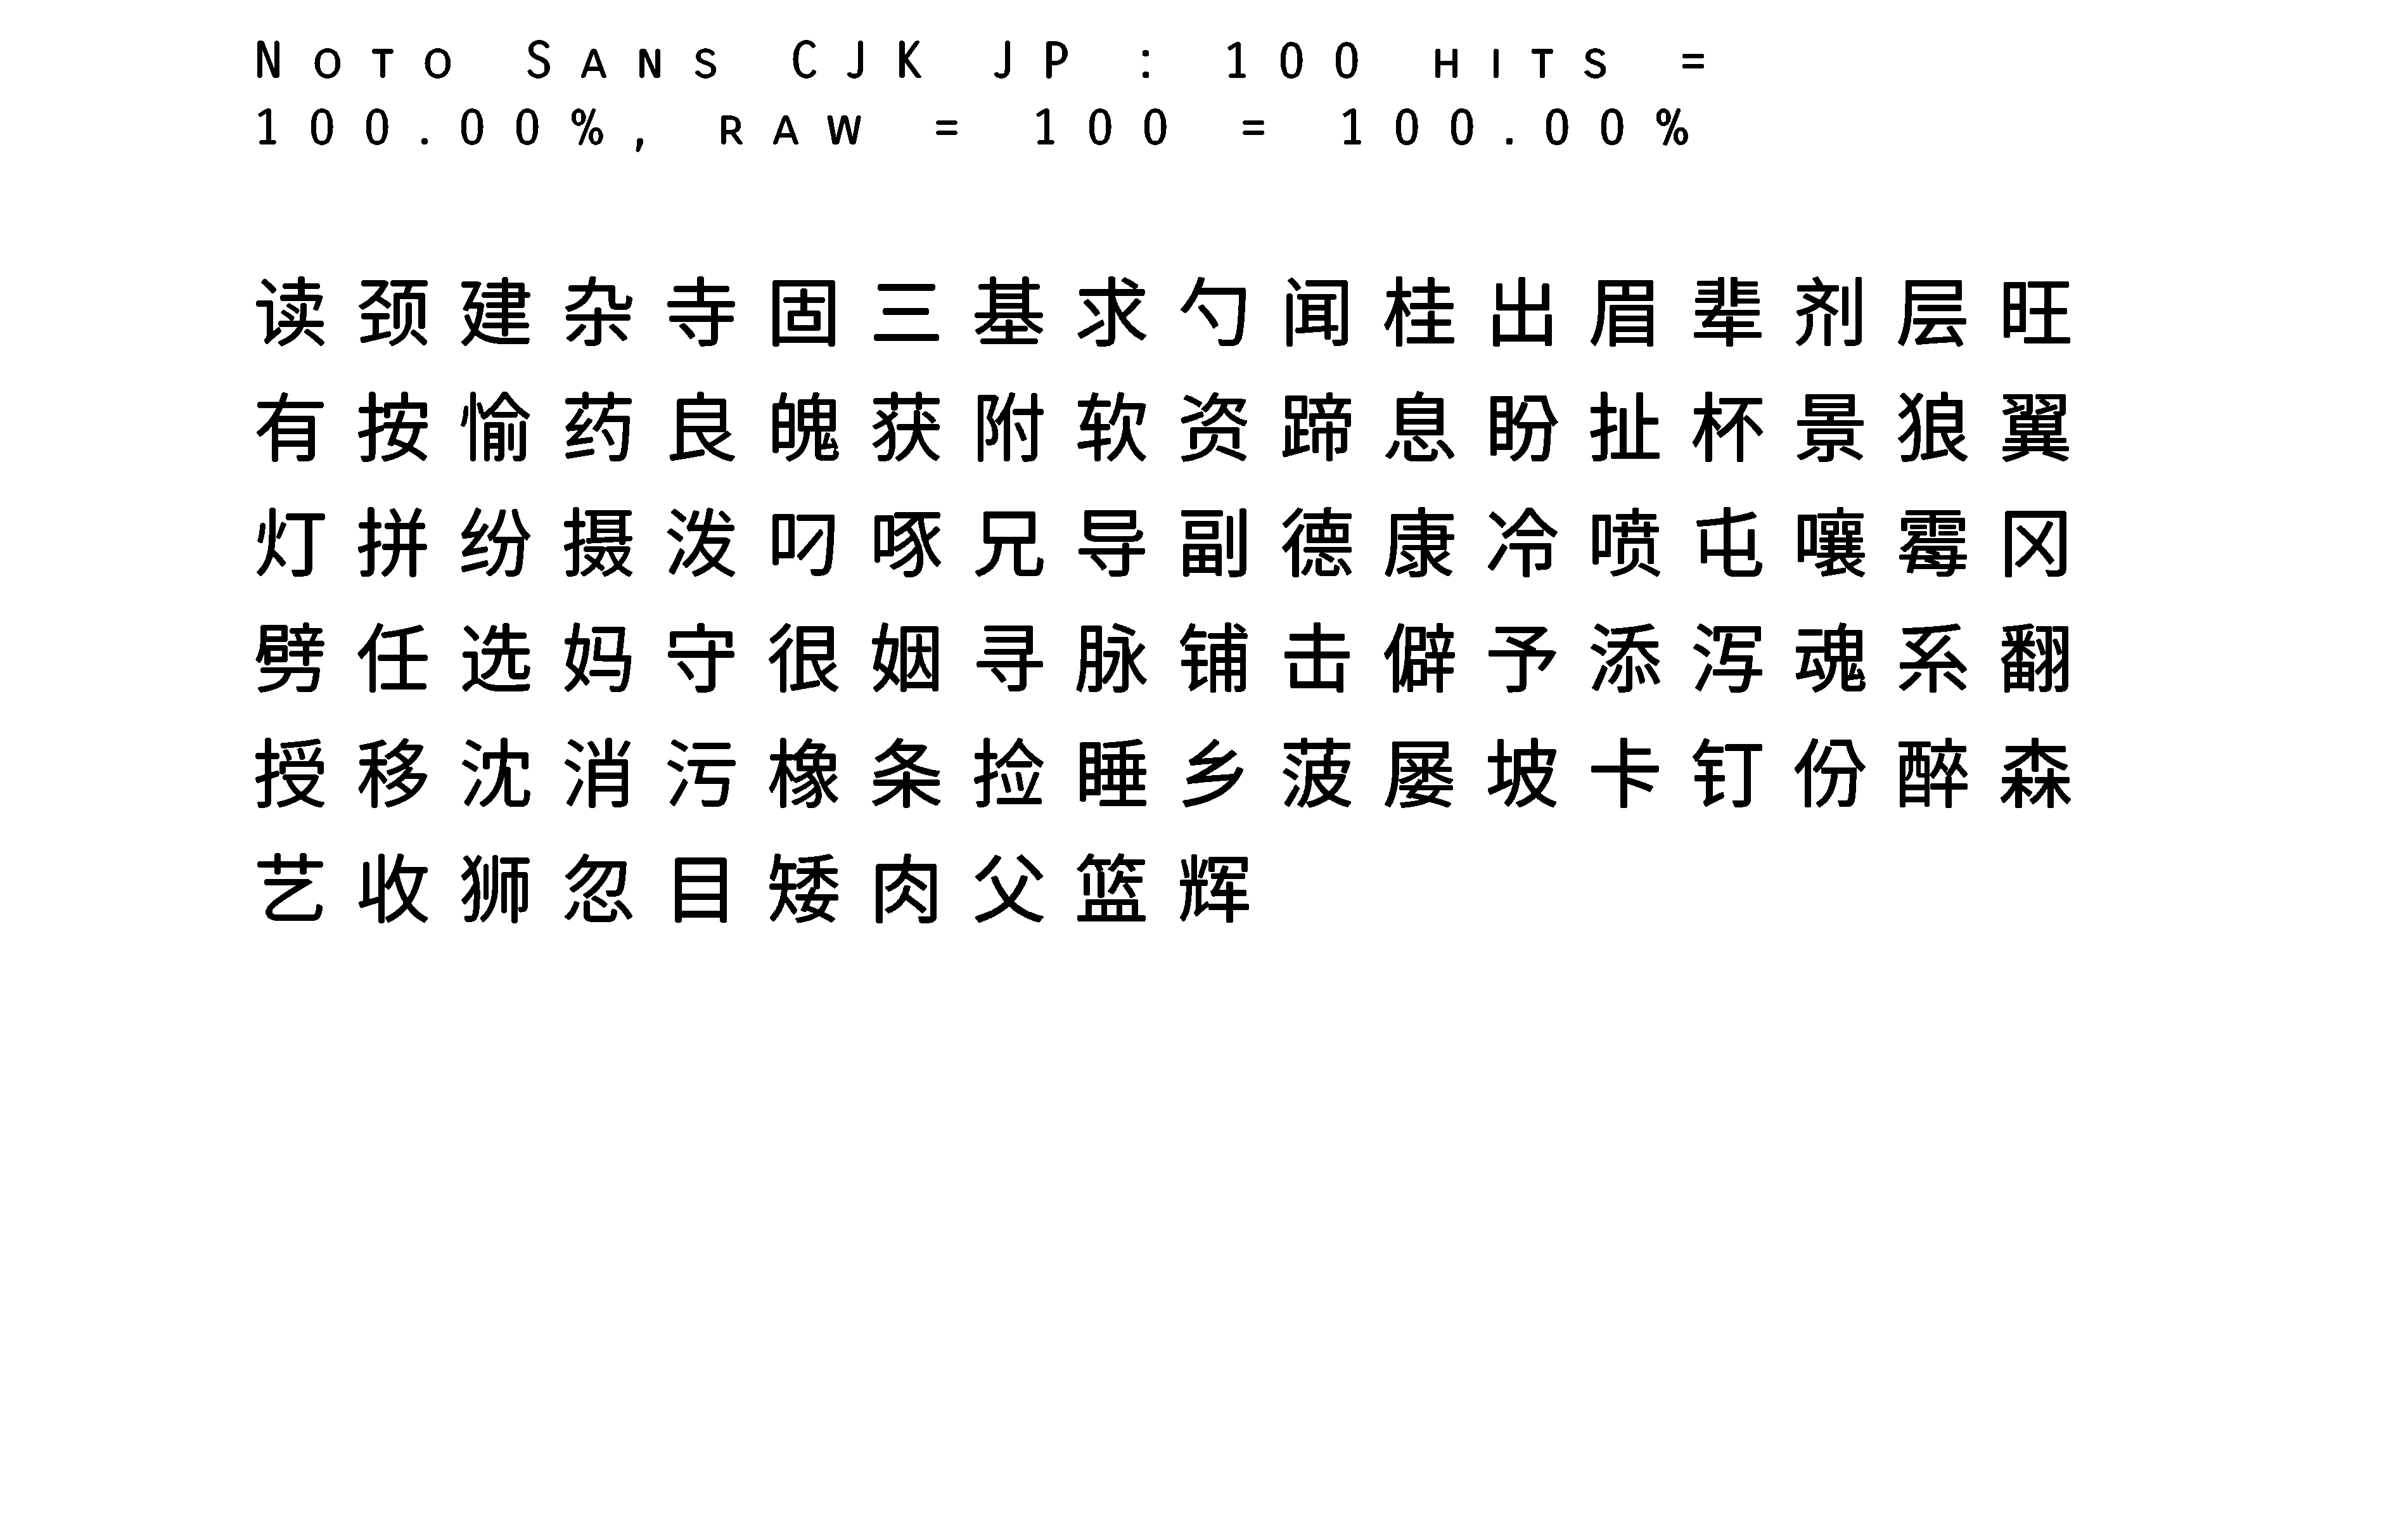 Noto Sans CJK JP : 100 hits =
100.00%, raw = 100 = 100.00%
读颈建杂寺固三基求勺闻桂出眉辈剂层旺
有按愉药良魄获附软资蹄息盼扯杯景狼翼
灯拼纷摄泼叼啄兄导副德康冷喷屯嚷霉冈
劈任选妈守很姻寻脉铺击僻予添泻魂系翻
授移沈消污橡条捡睡乡菠屡坡卡钉份醉森
艺收狮忽目矮肉父篮辉